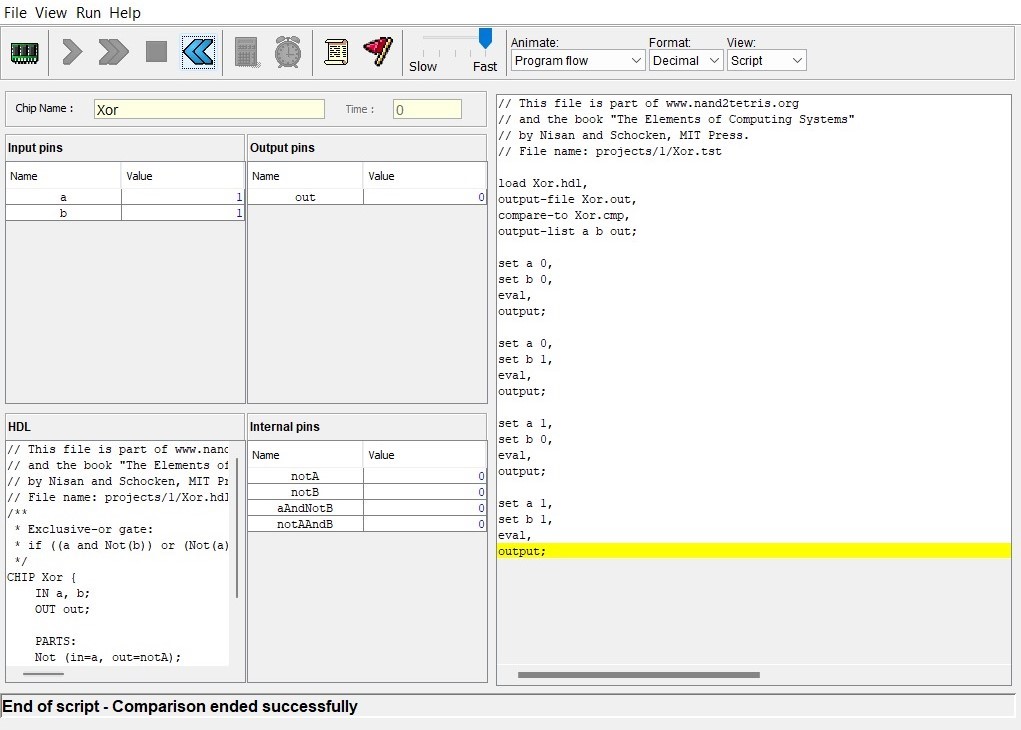 File View Run Help
Slow Fast
Animate:
Program flow
Format:
Decimal
View:
Script
Chip Name :
Xor
Time :
0
Input pins
Name Value
a 1
b 1
Output pins
Name Value
out 0
HDL
// This file is part of www.nand
// and the book "The Elements of
// by Nisan and Schocken, MIT Pr
// File name: projects/1/Xor.hdl
/**
* Exclusive-or gate:
* if ((a and Not(b)) or (Not(a)
*/
CHIP Xor {
IN a, b;
OUT out;
PARTS:
Not (in=a, out=notA);
Internal pins
Name Value
notA 0
notB 0
aAndNotB 0
notAAndB 0
// This file is part of www.nand2tetris.org
// and the book "The Elements of Computing Systems"
// by Nisan and Schocken, MIT Press.
// File name: projects/1/Xor.tst
load Xor.hdl,
output-file Xor.out,
compare-to Xor.cmp,
output-list a b out;
set a 0,
set b 0,
eval,
output;
set a 0,
set b 1,
eval,
output;
set a 1,
set b 0,
eval,
output;
set a 1,
set b 1,
eval,
output;
End of script - Comparison ended successfully